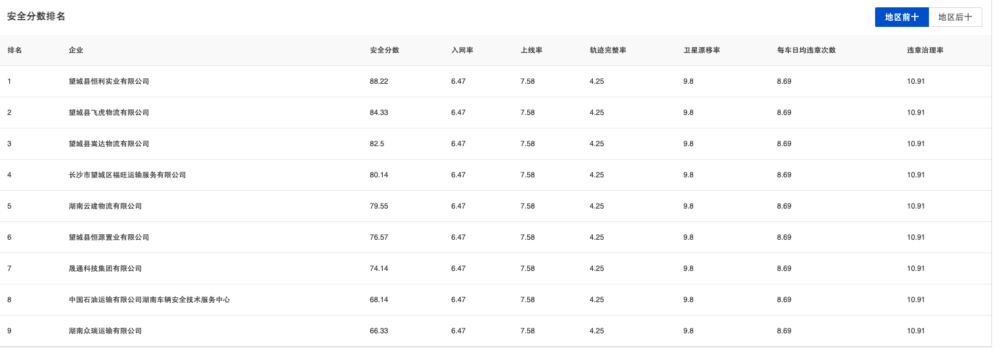 安全分数排名
地区前十 地区后十
排名 企业 安全分数 入网率 上线率 轨迹完整率 卫星漂移率 每车日均违章次数 违章治理率
1 望城县恒利实业有限公司 88.22 6.47 7.58 4.25 9.8 8.69 10.91
2 望城县飞虎物流有限公司 84.33 6.47 7.58 4.25 9.8 8.69 10.91
3 望城县嵩达物流有限公司 82.5 6.47 7.58 4.25 9.8 8.69 10.91
4 长沙市望城区福旺运输服务有限公司 80.14 6.47 7.58 4.25 9.8 8.69 10.91
5 湖南云建物流有限公司 79.55 6.47 7.58 4.25 9.8 8.69 10.91
6 望城县恒源置业有限公司 76.57 6.47 7.58 4.25 9.8 8.69 10.91
7 晟通科技集团有限公司 74.14 6.47 7.58 4.25 9.8 8.69 10.91
8 中国石油运输有限公司湖南车辆安全技术服务中心 68.14 6.47 7.58 4.25 9.8 8.69 10.91
9 湖南众瑞运输有限公司 66.33 6.47 7.58 4.25 9.8 8.69 10.91